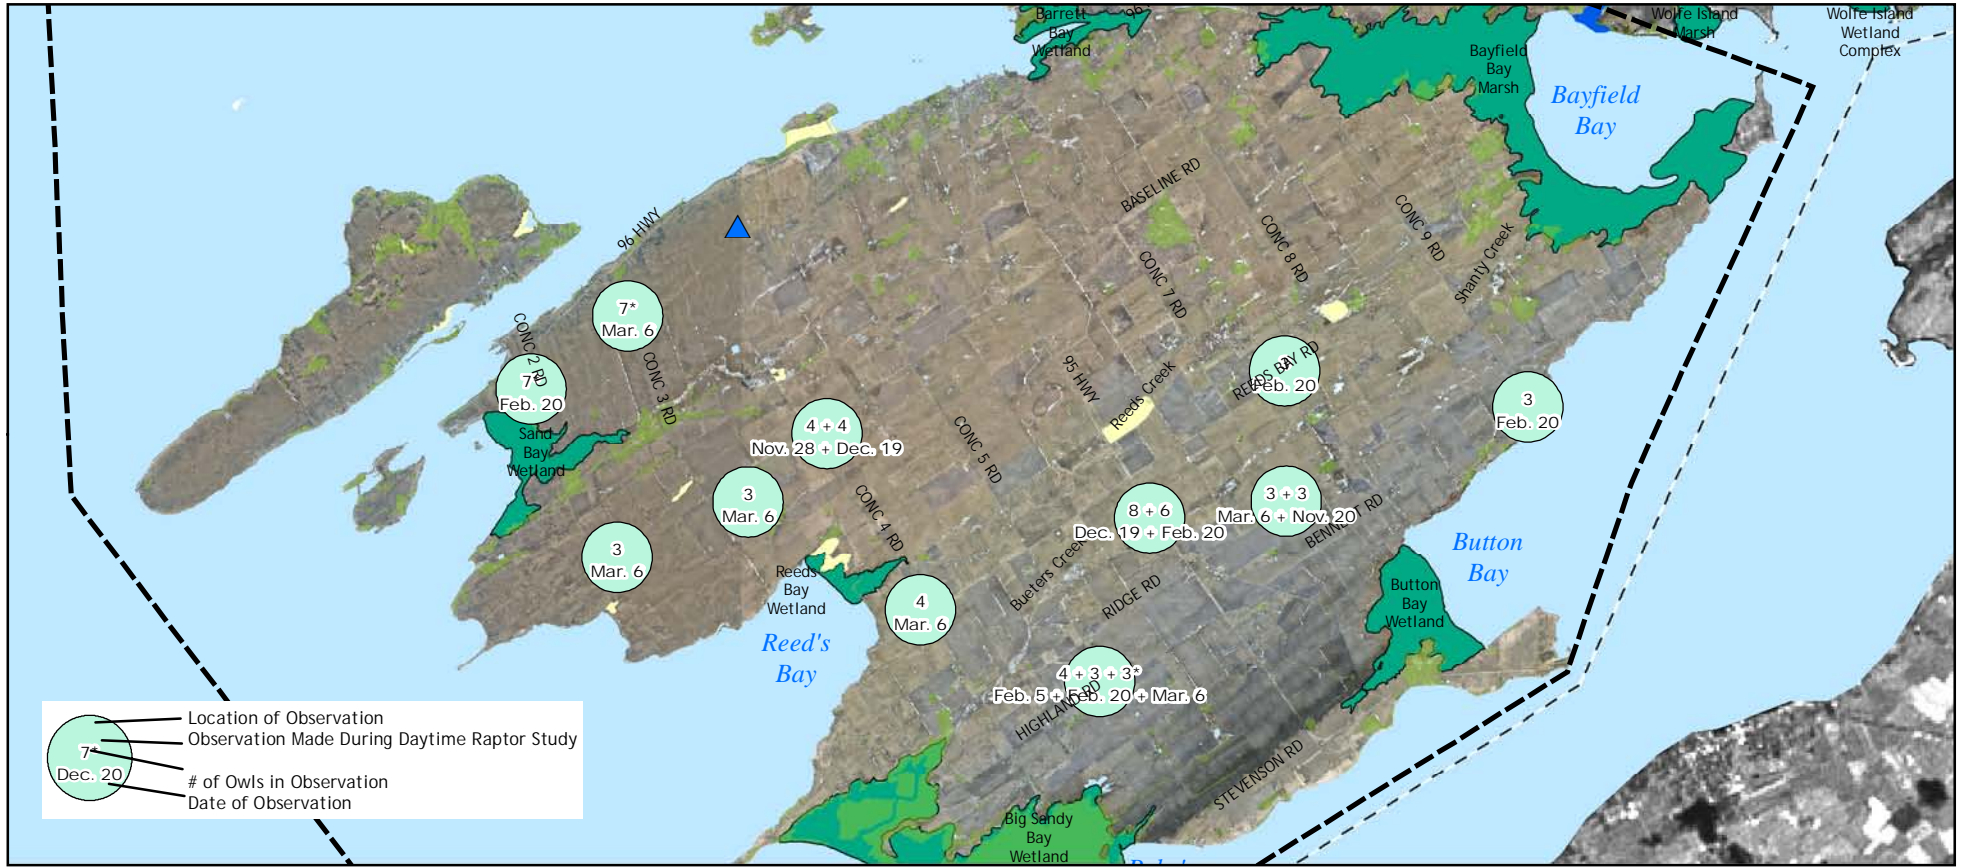 Barrett
Bay
Wetland
96
Bayfield
Bay
Marsh
Wolfe Island
Marsh
Wolfe Island
Wetland
Complex
Bayfield
Bay
BASELINE RD
96 HWY
CONC 8 RD
CONC 9 RD
Shanty Creek
CONC 7 RD
7*
Mar. 6
CONC 2 RD
7
Feb. 20
CONC 3 RD
95 HWY
Reeds Creek
REEDS BAY RD
Feb. 20
3
Feb. 20
Sand
Bay
Wetland
4 + 4
Nov. 28 + Dec. 19
CONC 5 RD
3
Mar. 6
CONC 4 RD
8 + 6
Dec. 19 + Feb. 20
3 + 3
Mar. 6 + Nov. 20
BENNETT RD
3
Mar. 6
Reeds
Bay
Wetland
Bueters Creek
RIDGE RD
Button
Bay
Button
Bay
Wetland
4
Mar. 6
Reed's
Bay
4 + 3 + 3*
Feb. 5 + Feb. 20 + Mar. 6
HIGHLAND RD
STEVENSON RD
Big Sandy
Bay
Wetland
7*
Dec. 20
Location of Observation
Observation Made During Daytime Raptor Study
# of Owls in Observation
Date of Observation